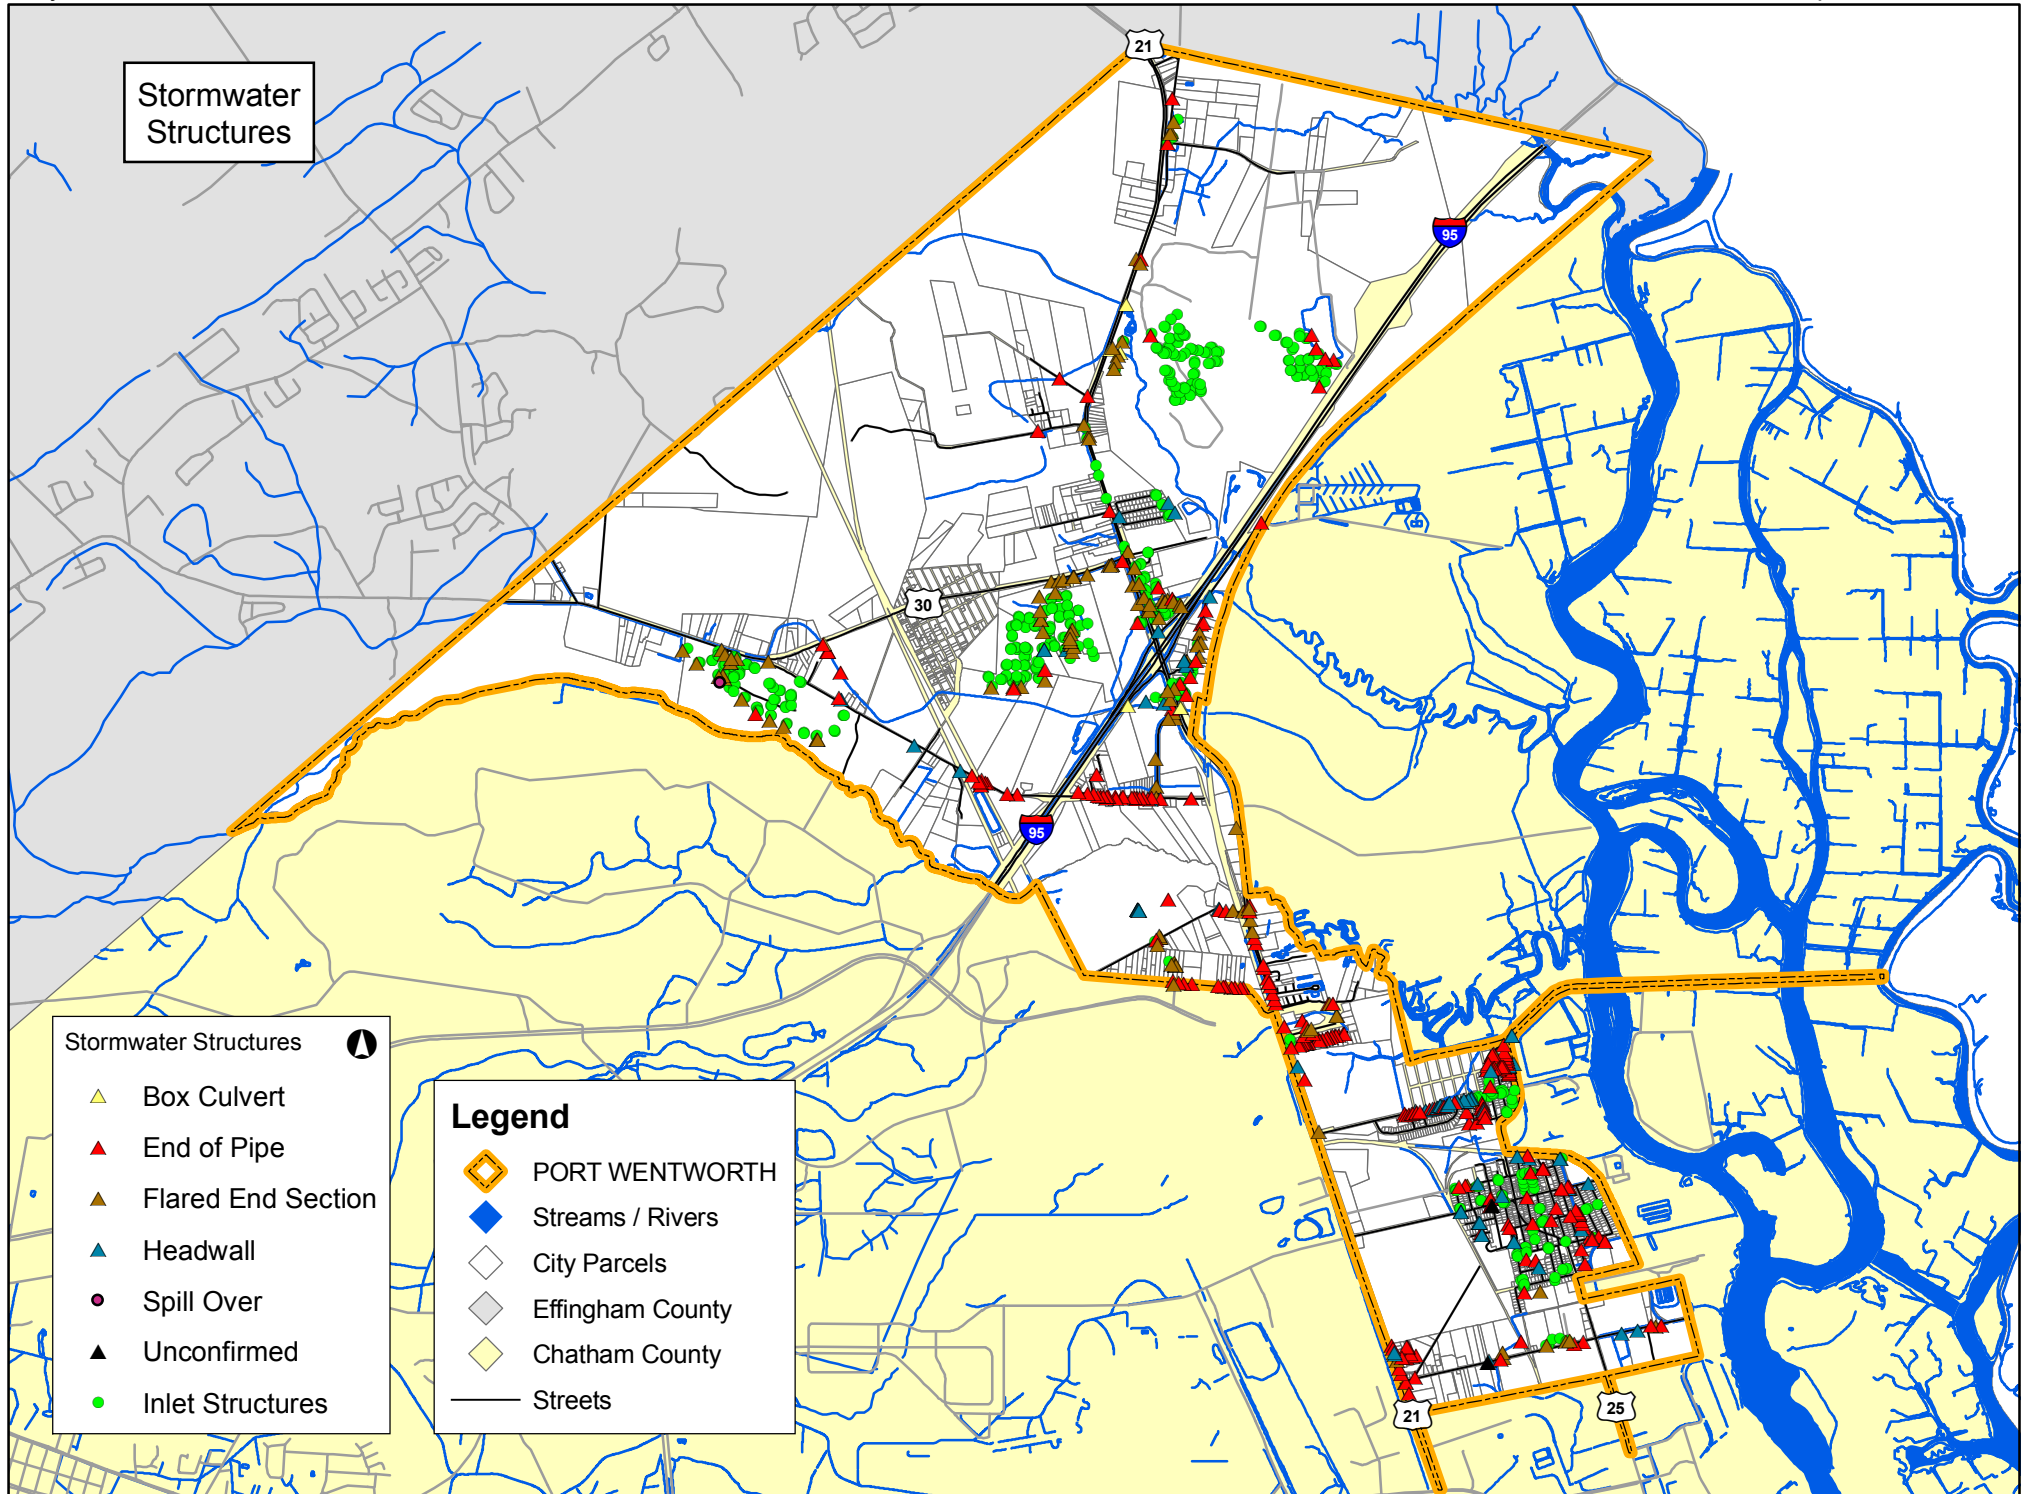 Stormwater
Structures
21
95
30
95
21
25
Stormwater Structures
Box Culvert
End of Pipe
Flared End Section
Headwall
Spill Over
Unconfirmed
Inlet Structures
Legend
PORT WENTWORTH
Streams / Rivers
City Parcels
Effingham County
Chatham County
Streets